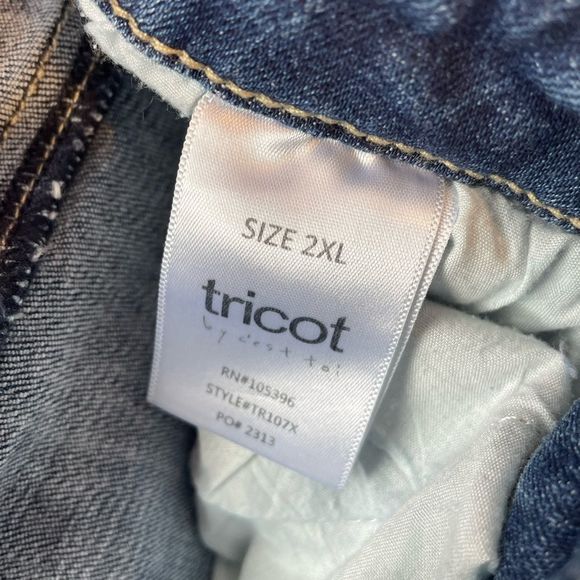 SIZE 2XL
tricot
by c'est toi
RN#105396
STYLE#TR107X
PO# 2313